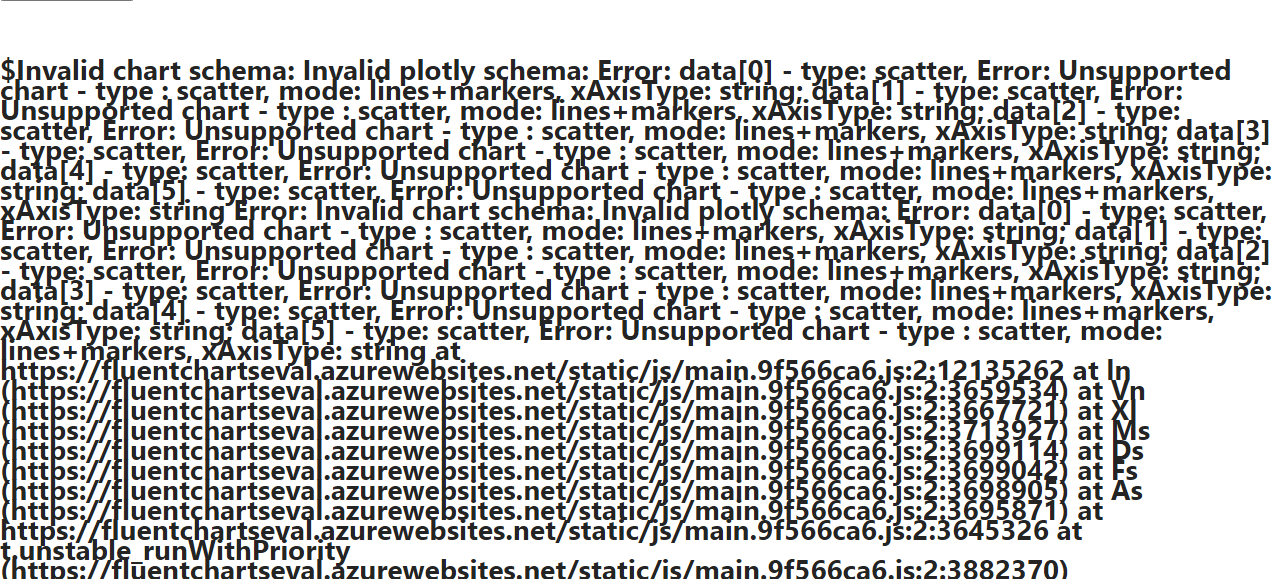 $Invalid chart schema: Invalid plotly schema: Error: data[0] - type: scatter, Error: Unsupported
chart - type : scatter, mode: lines+markers, xAxisType: string; data[1] - type: scatter, Error:
Unsupported chart - type : scatter, mode: lines+markers, xAxisType: string; data[2] - type:
scatter, Error: Unsupported chart - type : scatter, mode: lines+markers, xAxisType: string; data[3]
- type: scatter, Error: Unsupported chart - type : scatter, mode: lines+markers, xAxisType: string;
data[4] - type: scatter, Error: Unsupported chart - type : scatter, mode: lines+markers, xAxisType:
string; data[5] - type: scatter, Error: Unsupported chart - type : scatter, mode: lines+markers,
xAxisType: string Error: Invalid chart schema: Invalid plotly schema: Error: data[0] - type: scatter,
Error: Unsupported chart - type : scatter, mode: lines+markers, xAxisType: string; data[1] - type:
scatter, Error: Unsupported chart - type : scatter, mode: lines+markers, xAxisType: string; data[2]
- type: scatter, Error: Unsupported chart - type : scatter, mode: lines+markers, xAxisType: string;
data[3] - type: scatter, Error: Unsupported chart - type : scatter, mode: lines+markers, xAxisType:
string; data[4] - type: scatter, Error: Unsupported chart - type : scatter, mode: lines+markers,
xAxisType: string; data[5] - type: scatter, Error: Unsupported chart - type : scatter, mode:
lines+markers, xAxisType: string at
https://fluentchartseval.azurewebsites.net/static/js/main.9f566ca6.js:2:12135262 at ln
(https://fluentchartseval.azurewebsites.net/static/js/main.9f566ca6.js:2:3659534) at Vn
(https://fluentchartseval.azurewebsites.net/static/js/main.9f566ca6.js:2:3667721) at Xl
(https://fluentchartseval.azurewebsites.net/static/js/main.9f566ca6.js:2:3713927) at Ms
(https://fluentchartseval.azurewebsites.net/static/js/main.9f566ca6.js:2:3699114) at Ds
(https://fluentchartseval.azurewebsites.net/static/js/main.9f566ca6.js:2:3699042) at Fs
(https://fluentchartseval.azurewebsites.net/static/js/main.9f566ca6.js:2:3698905) at As
(https://fluentchartseval.azurewebsites.net/static/js/main.9f566ca6.js:2:3695871) at
https://fluentchartseval.azurewebsites.net/static/js/main.9f566ca6.js:2:3645326 at
t.unstable_runWithPriority
(https://fluentchartseval.azurewebsites.net/static/js/main.9f566ca6.js:2:3882370)